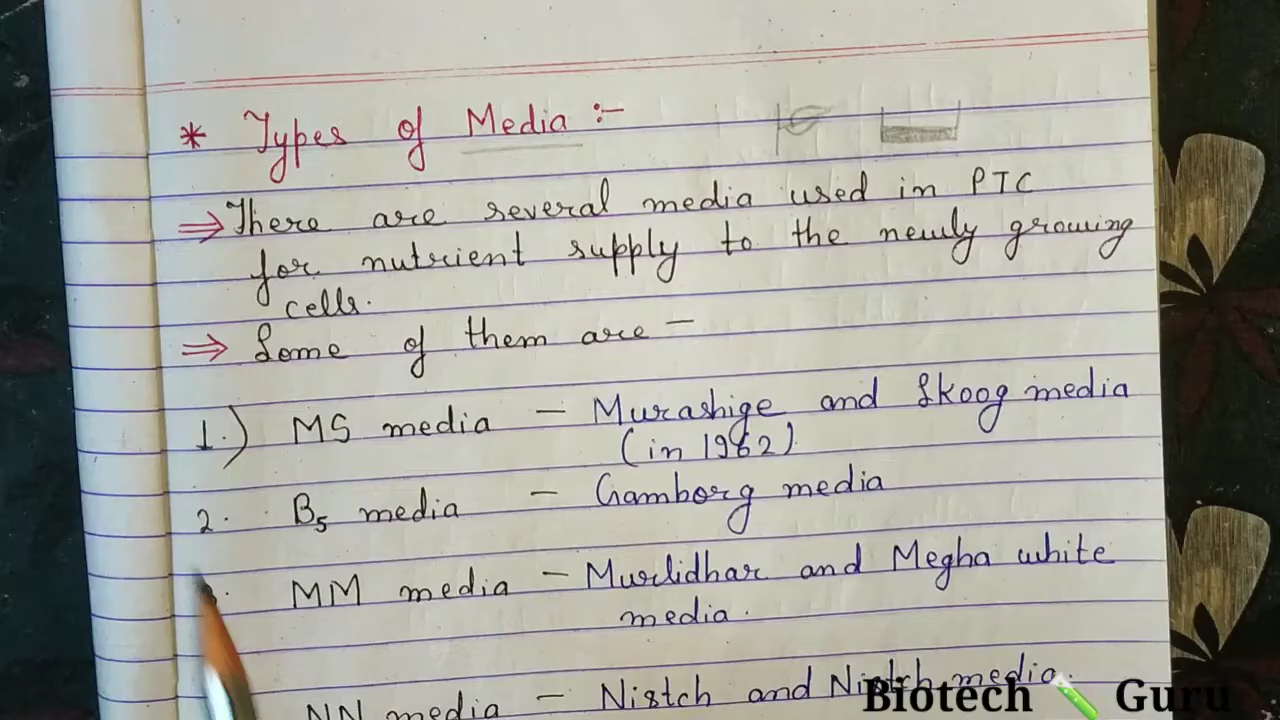 * Types of Media :-
⇒ There are several media used in PTC
for nutrient supply to the newly growing
cells.
⇒ Some of them are -
1.) MS media - Murashige and Skoog media
(in 1962)
2. B5 media - Gamborg media
MM media - Murlidhar and Megha white
media.
NN media - Nistch and Nistch media.
Biotech Guru